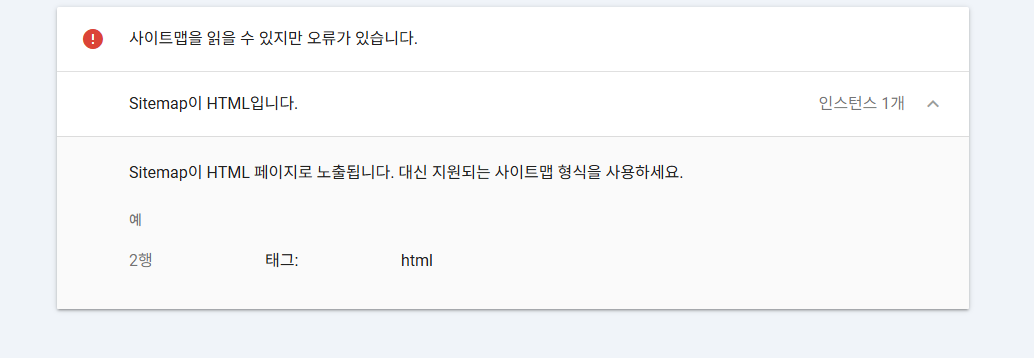 사이트맵을 읽을 수 있지만 오류가 있습니다.
Sitemap이 HTML입니다. 인스턴스 1개
Sitemap이 HTML 페이지로 노출됩니다. 대신 지원되는 사이트맵 형식을 사용하세요.
예
2행 태그: html